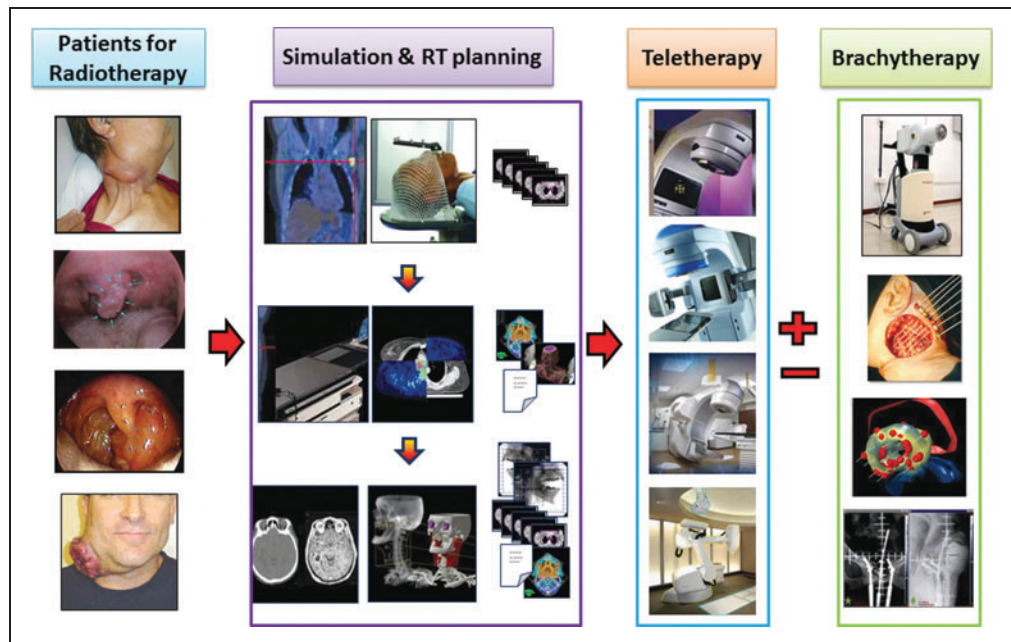 Patients for
Radiotherapy
Simulation & RT planning
Teletherapy
Brachytherapy